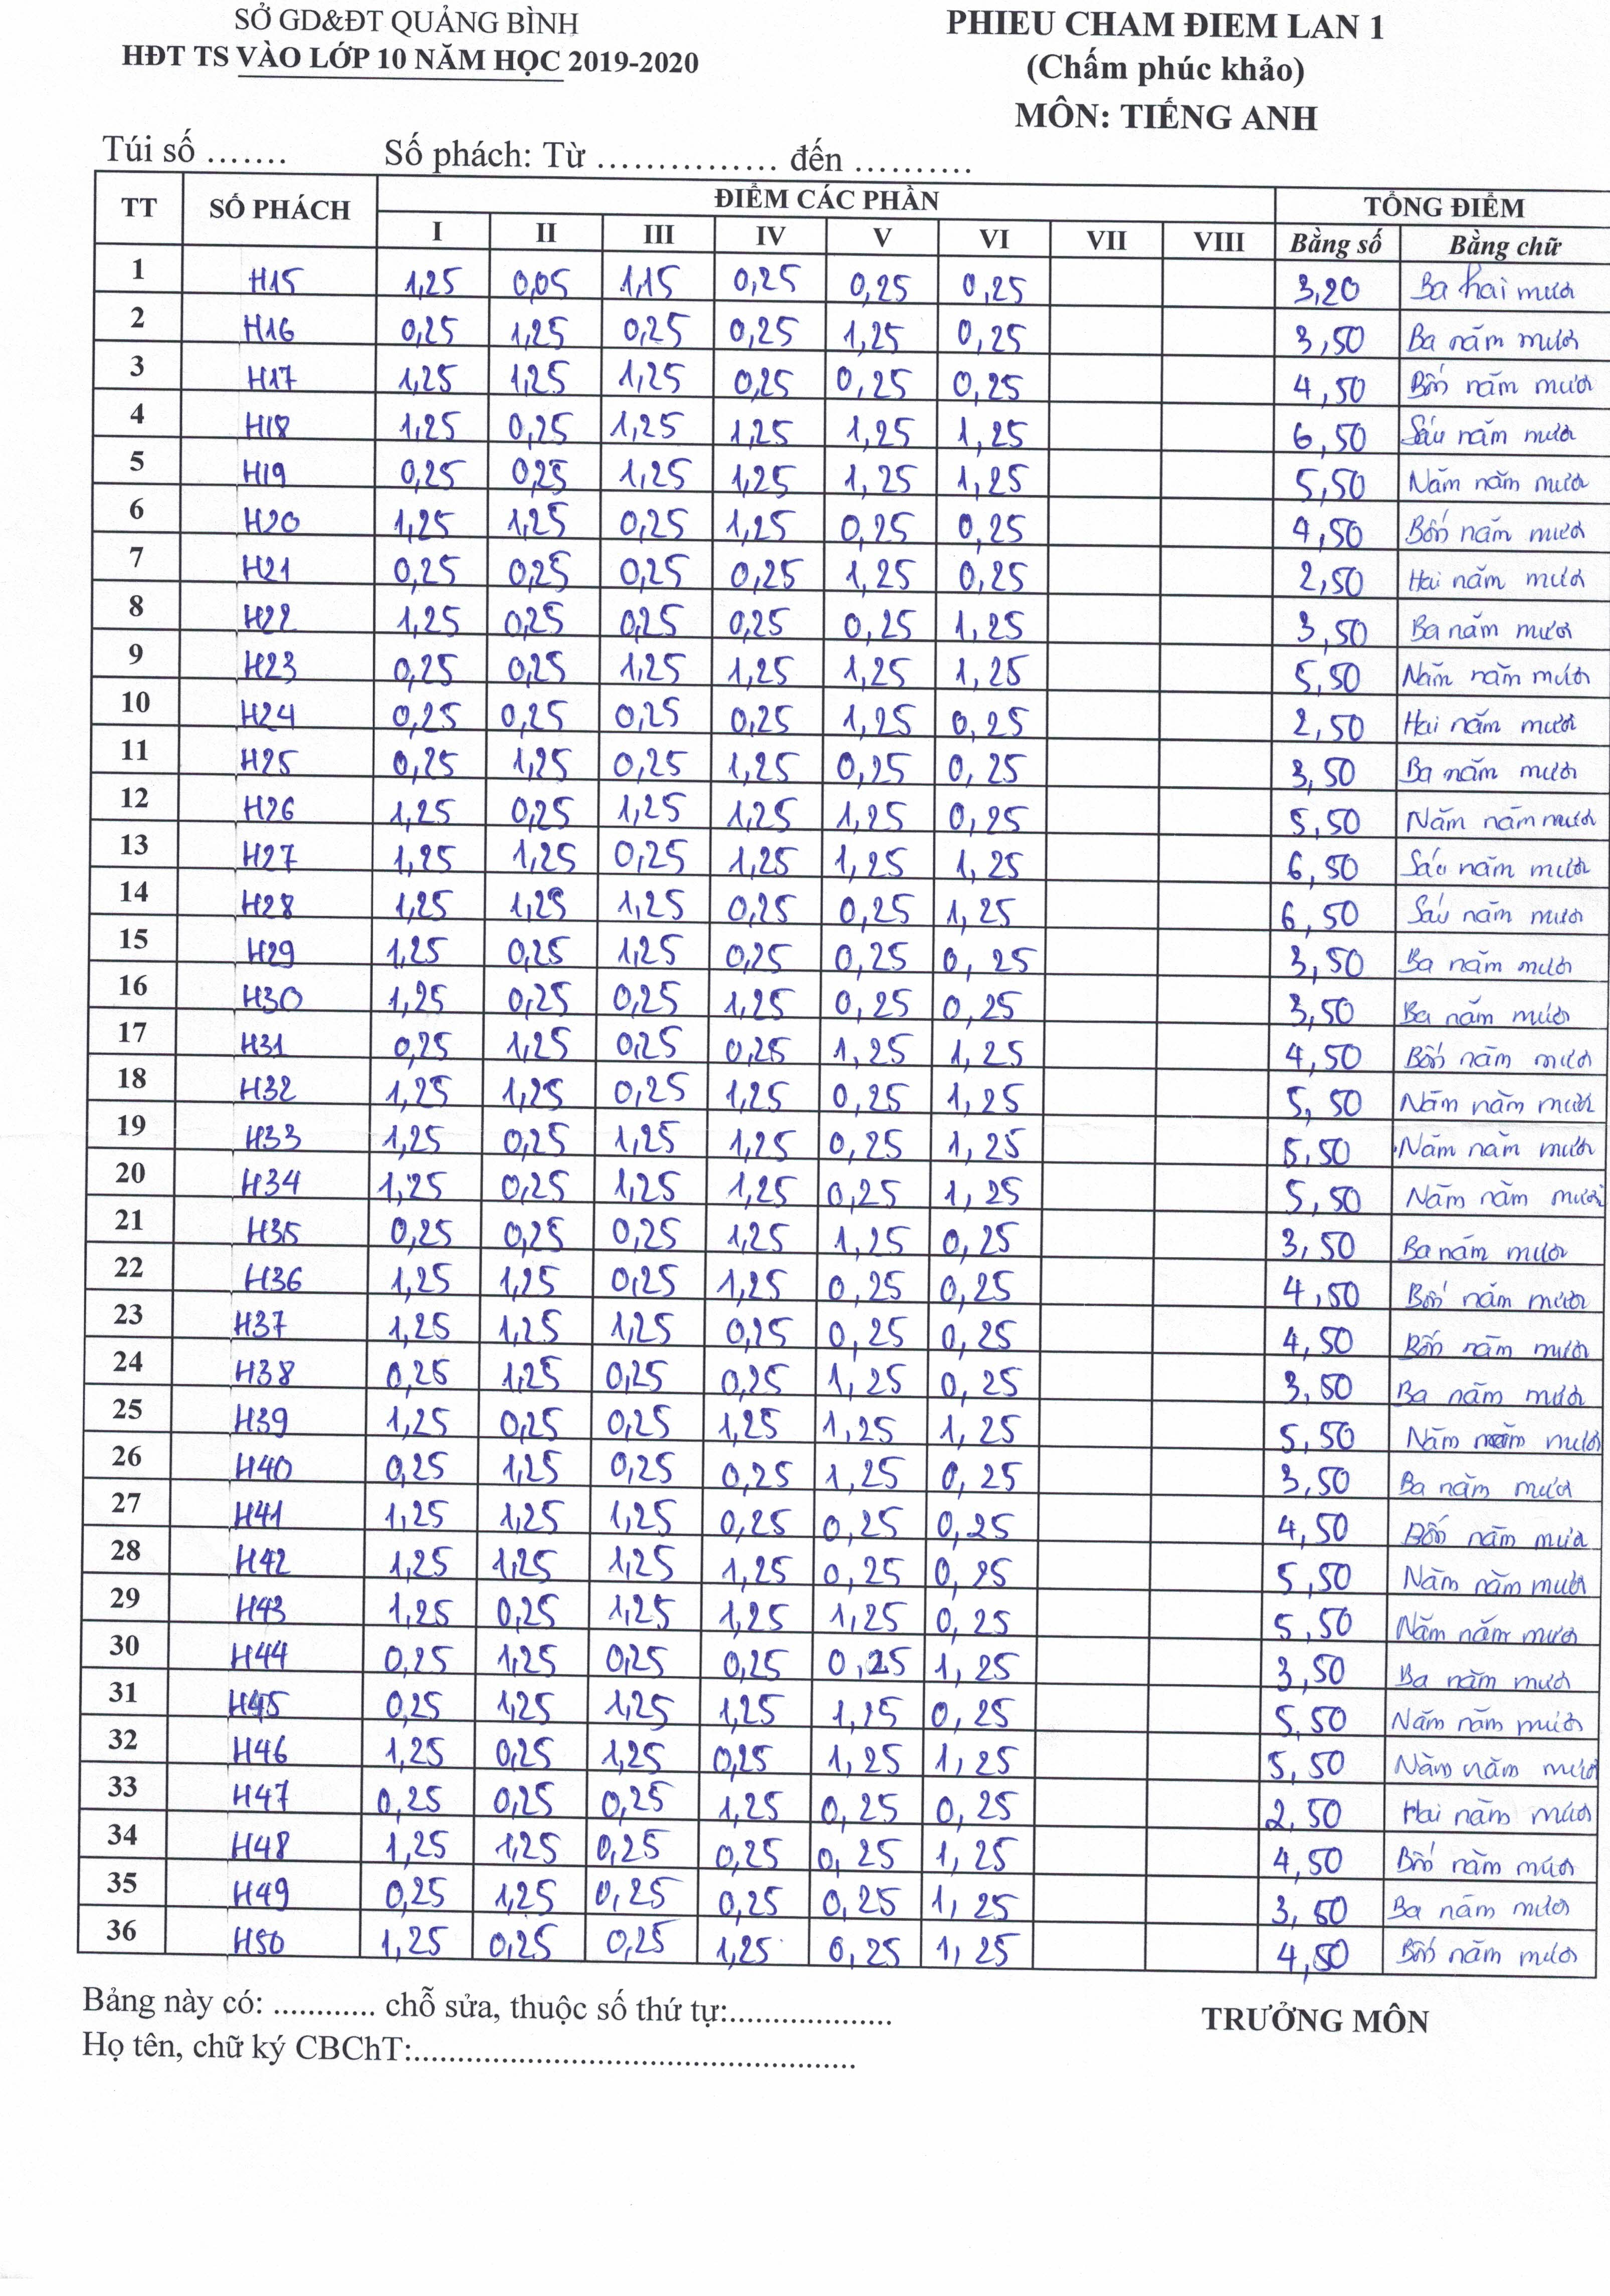 SỞ GD&ĐT QUẢNG BÌNH
HĐT TS VÀO LỚP 10 NĂM HỌC 2019-2020
PHIEU CHAM ĐIEM LAN 1
(Chấm phúc khảo)
MÔN: TIẾNG ANH
Túi số ....... Số phách: Từ ............... đến ..........
TT SỐ PHÁCH ĐIỂM CÁC PHẦN TỔNG ĐIỂM
I II III IV V VI VII VIII Bằng số Bằng chữ
1 H15 1,25 0,05 1,15 0,25 0,25 0,25 3,20 Ba hai mươi
2 H16 0,25 1,25 0,25 0,25 1,25 0,25 3,50 Ba năm mươi
3 H17 1,25 1,25 1,25 0,25 0,25 0,25 4,50 Bốn năm mươi
4 H18 1,25 0,25 1,25 1,25 1,25 1,25 6,50 Sáu năm mươi
5 H19 0,25 0,25 1,25 1,25 1,25 1,25 5,50 Năm năm mươi
6 H20 1,25 1,25 0,25 1,25 0,25 0,25 4,50 Bốn năm mươi
7 H21 0,25 0,25 0,25 0,25 1,25 0,25 2,50 Hai năm mươi
8 H22 1,25 0,25 0,25 0,25 0,25 1,25 3,50 Ba năm mươi
9 H23 0,25 0,25 1,25 1,25 1,25 1,25 5,50 Năm năm mươi
10 H24 0,25 0,25 0,25 0,25 1,25 0,25 2,50 Hai năm mươi
11 H25 0,25 1,25 0,25 1,25 0,25 0,25 3,50 Ba năm mươi
12 H26 1,25 0,25 1,25 1,25 1,25 0,25 5,50 Năm năm mươi
13 H27 1,25 1,25 0,25 1,25 1,25 1,25 6,50 Sáu năm mươi
14 H28 1,25 1,25 1,25 0,25 0,25 1,25 6,50 Sáu năm mươi
15 H29 1,25 0,25 1,25 0,25 0,25 0,25 3,50 Ba năm mươi
16 H30 1,25 0,25 0,25 1,25 0,25 0,25 3,50 Ba năm mươi
17 H31 0,25 1,25 0,25 0,25 1,25 1,25 4,50 Bốn năm mươi
18 H32 1,25 1,25 0,25 1,25 0,25 1,25 5,50 Năm năm mươi
19 H33 1,25 0,25 1,25 1,25 0,25 1,25 5,50 Năm năm mươi
20 H34 1,25 0,25 1,25 1,25 0,25 1,25 5,50 Năm năm mươi
21 H35 0,25 0,25 0,25 1,25 1,25 0,25 3,50 Ba năm mươi
22 H36 1,25 1,25 0,25 1,25 0,25 0,25 4,50 Bốn năm mươi
23 H37 1,25 1,25 1,25 0,25 0,25 0,25 4,50 Bốn năm mươi
24 H38 0,25 1,25 0,25 0,25 1,25 0,25 3,50 Ba năm mươi
25 H39 1,25 0,25 0,25 1,25 1,25 1,25 5,50 Năm năm mươi
26 H40 0,25 1,25 0,25 0,25 1,25 0,25 3,50 Ba năm mươi
27 H41 1,25 1,25 1,25 0,25 0,25 0,25 4,50 Bốn năm mươi
28 H42 1,25 1,25 1,25 1,25 0,25 0,25 5,50 Năm năm mươi
29 H43 1,25 0,25 1,25 1,25 1,25 0,25 5,50 Năm năm mươi
30 H44 0,25 1,25 0,25 0,25 0,25 1,25 3,50 Ba năm mươi
31 H45 0,25 1,25 1,25 1,25 1,25 0,25 5,50 Năm năm mươi
32 H46 1,25 0,25 1,25 0,25 1,25 1,25 5,50 Năm năm mươi
33 H47 0,25 0,25 0,25 1,25 0,25 0,25 2,50 Hai năm mươi
34 H48 1,25 1,25 0,25 0,25 0,25 1,25 4,50 Bốn năm mươi
35 H49 0,25 1,25 0,25 0,25 0,25 1,25 3,50 Ba năm mươi
36 H50 1,25 0,25 0,25 1,25 0,25 1,25 4,50 Bốn năm mươi
Bảng này có: ............ chỗ sửa, thuộc số thứ tự:....................
TRƯỞNG MÔN
Họ tên, chữ ký CBChT:......................................................